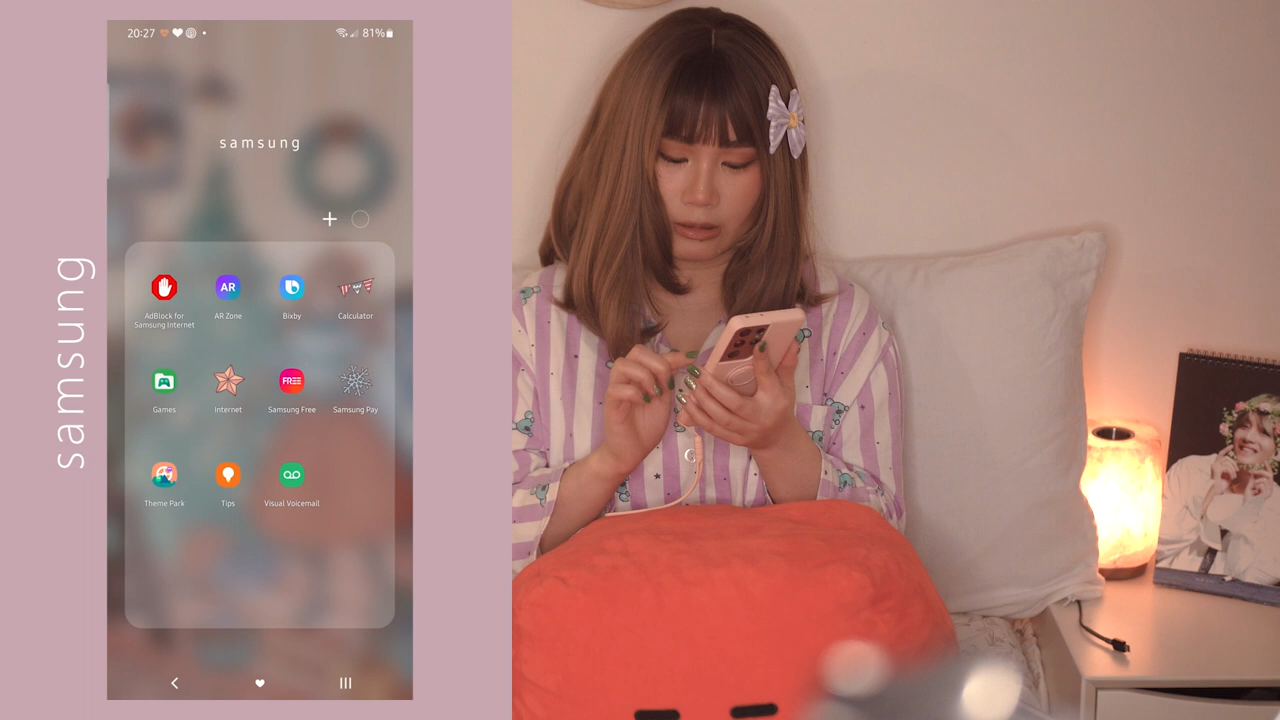 samsung
20:27
81%
samsung
AdBlock for
Samsung Internet
AR
AR Zone
Bixby
Calculator
Games
Internet
FREE
Samsung Free
Samsung Pay
Theme Park
Tips
Visual Voicemail